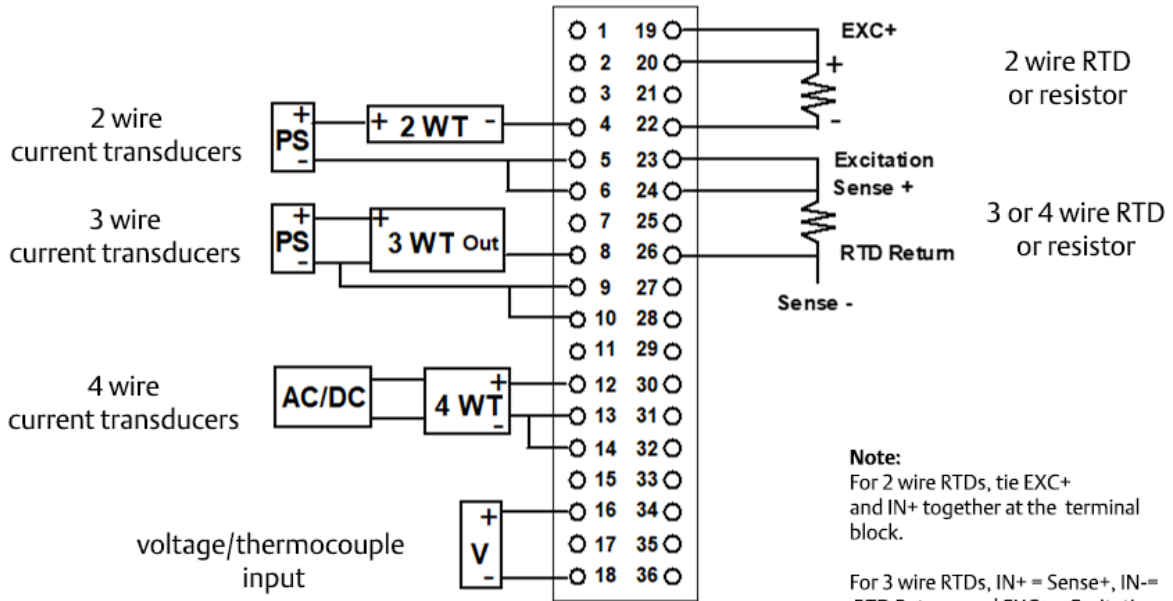 1 19 EXC+
2 20 +
3 21
2 wire RTD
or resistor
2 wire
current transducers
+ PS - + 2 WT - 4 22 -
5 23 Excitation
6 24 Sense +
3 wire
current transducers
+ PS - + 3 WT Out 7 25
8 26 RTD Return
3 or 4 wire RTD
or resistor
9 27
Sense -
10 28
11 29
4 wire
current transducers
AC/DC 4 WT + - 12 30
13 31
14 32
15 33
voltage/thermocouple
input
+ V - 16 34
17 35
18 36
Note:
For 2 wire RTDs, tie EXC+
and IN+ together at the terminal
block.
For 3 wire RTDs, IN+ = Sense+, IN-=